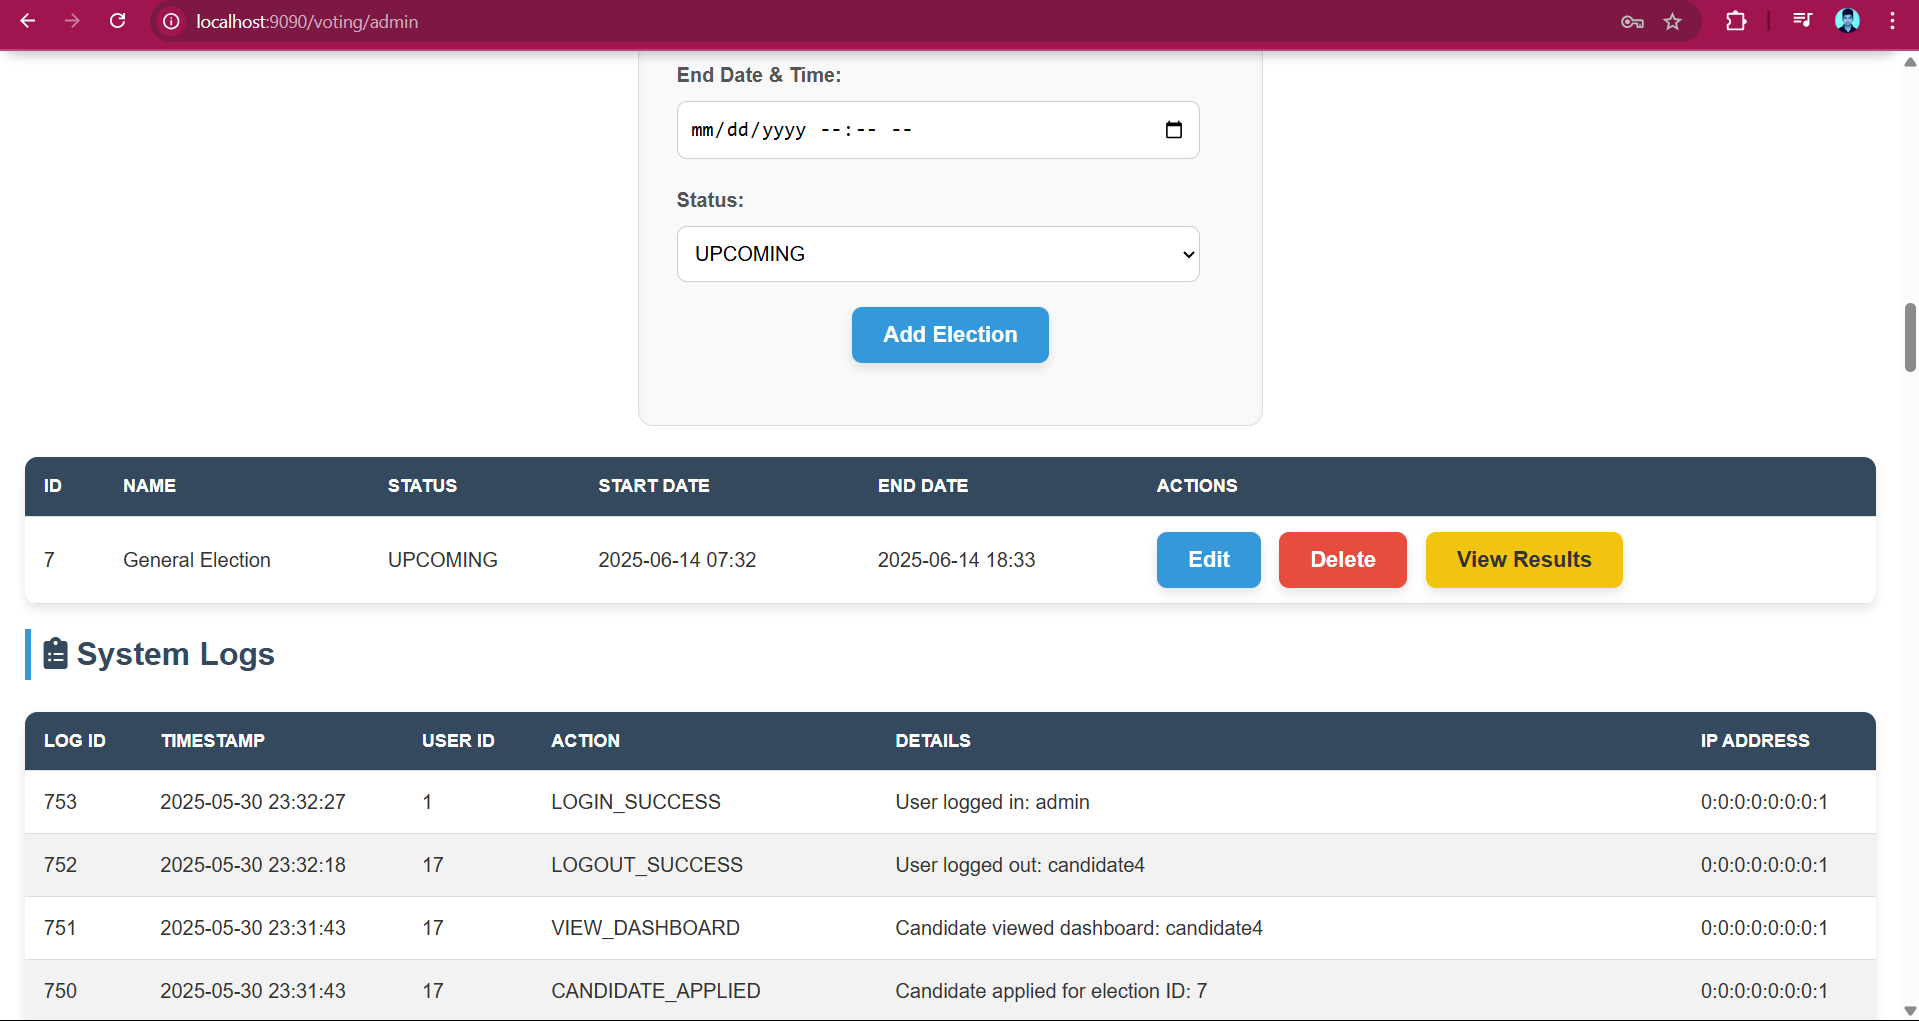 localhost:9090/voting/admin
End Date & Time:
mm/dd/yyyy --:-- --
Status:
UPCOMING
Add Election
ID NAME STATUS START DATE END DATE ACTIONS
7 General Election UPCOMING 2025-06-14 07:32 2025-06-14 18:33 Edit Delete View Results
System Logs
LOG ID TIMESTAMP USER ID ACTION DETAILS IP ADDRESS
753 2025-05-30 23:32:27 1 LOGIN_SUCCESS User logged in: admin 0:0:0:0:0:0:0:1
752 2025-05-30 23:32:18 17 LOGOUT_SUCCESS User logged out: candidate4 0:0:0:0:0:0:0:1
751 2025-05-30 23:31:43 17 VIEW_DASHBOARD Candidate viewed dashboard: candidate4 0:0:0:0:0:0:0:1
750 2025-05-30 23:31:43 17 CANDIDATE_APPLIED Candidate applied for election ID: 7 0:0:0:0:0:0:0:1